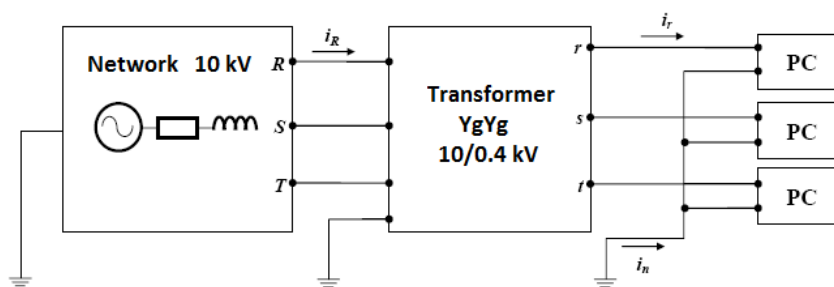 Network 10 kV
R
S
T
i_R
Transformer
YgYg
10/0.4 kV
r
s
t
i_r
i_n
PC
PC
PC